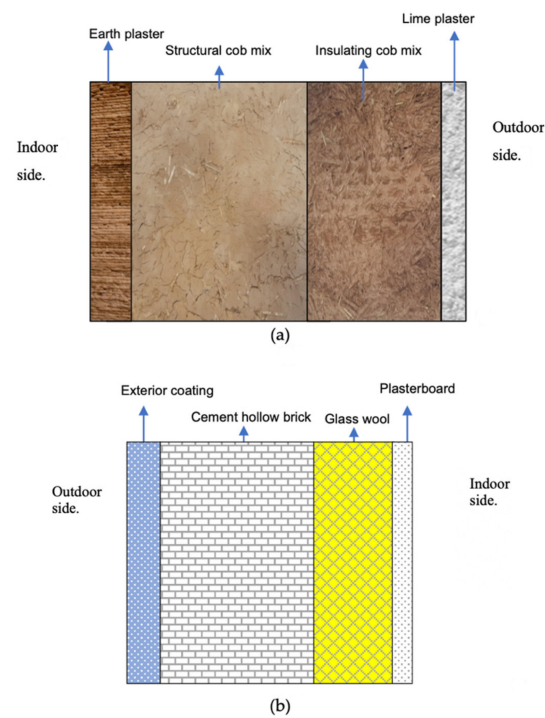 Lime plaster
Earth plaster
Structural cob mix
Insulating cob mix
Indoor
side.
Outdoor
side.
(a)
Exterior coating
Plasterboard
Cement hollow brick
Glass wool
Outdoor
side.
Indoor
side.
(b)